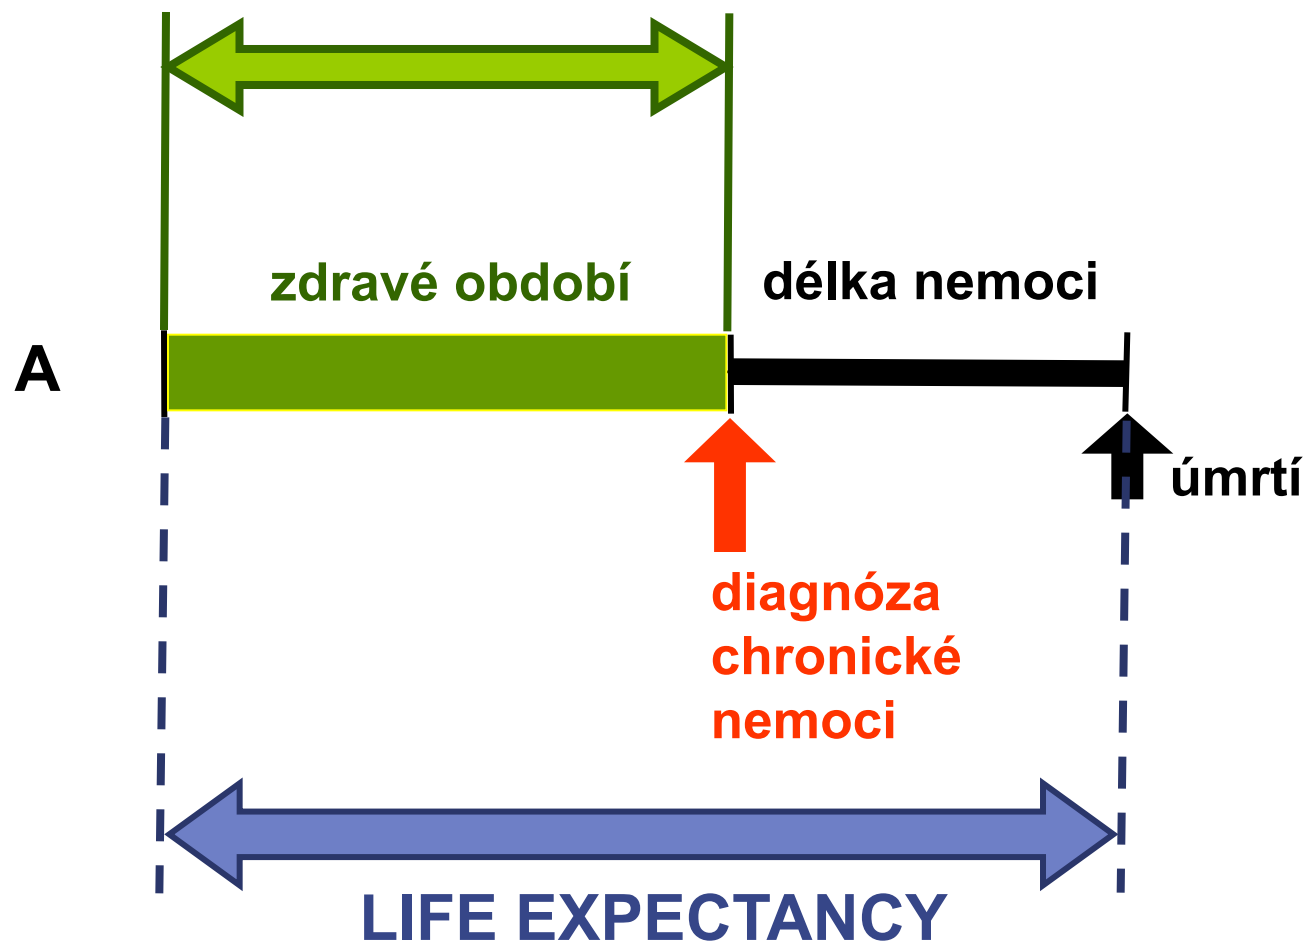 zdravé období
délka nemoci
A
úmrtí
diagnóza
chronické
nemoci
LIFE EXPECTANCY